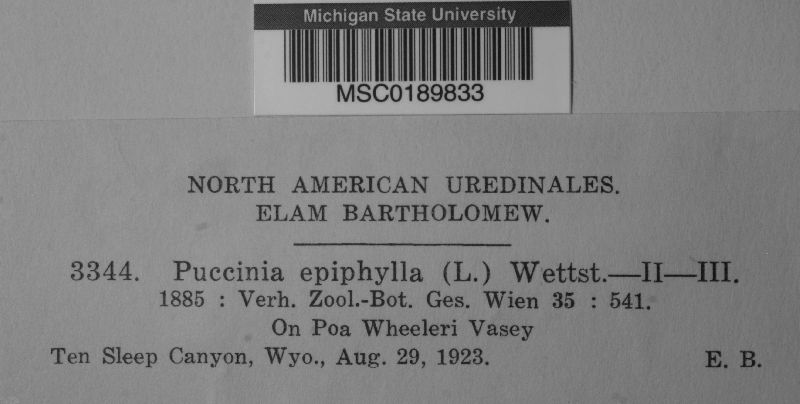 Michigan State University
MSC0189833
NORTH AMERICAN UREDINALES.
ELAM BARTHOLOMEW.
3344. Puccinia epiphylla (L.) Wettst.—II—III.
1885 : Verh. Zool.-Bot. Ges. Wien 35 : 541.
On Poa Wheeleri Vasey
Ten Sleep Canyon, Wyo., Aug. 29, 1923. E. B.